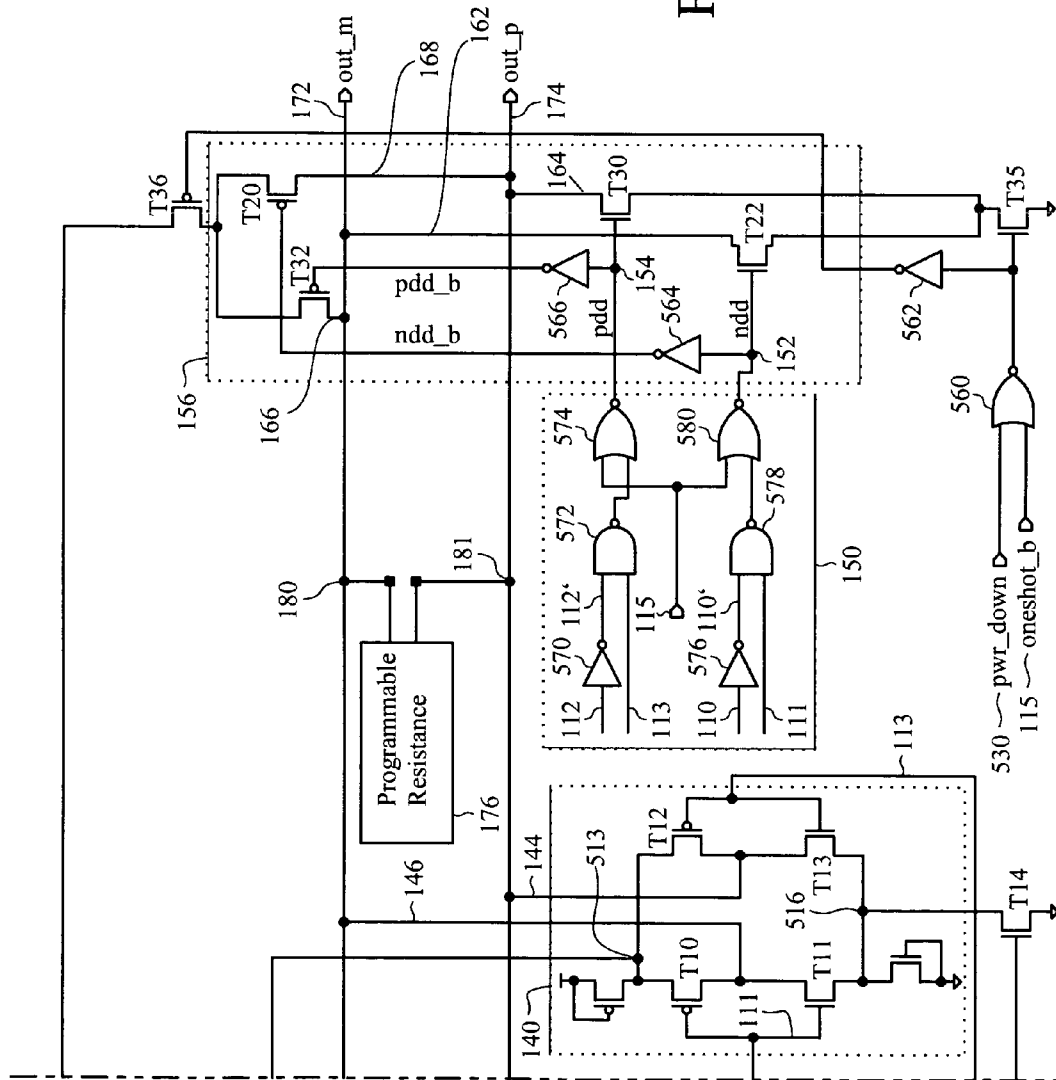 F
T36
172
out_m
162
168
out_p
174
156
T20
T32
166
pdd_b
ndd_b
164
T30
154
566
pdd
564
T22
ndd
152
T35
562
560
180
181
Programmable
Resistance
176
574
580
572
578
150
112'
115
110'
570
576
112
113
110
111
530
pwr_down
115
oneshot_b
146
144
513
T12
113
T13
516
T10
T11
T14
140
111